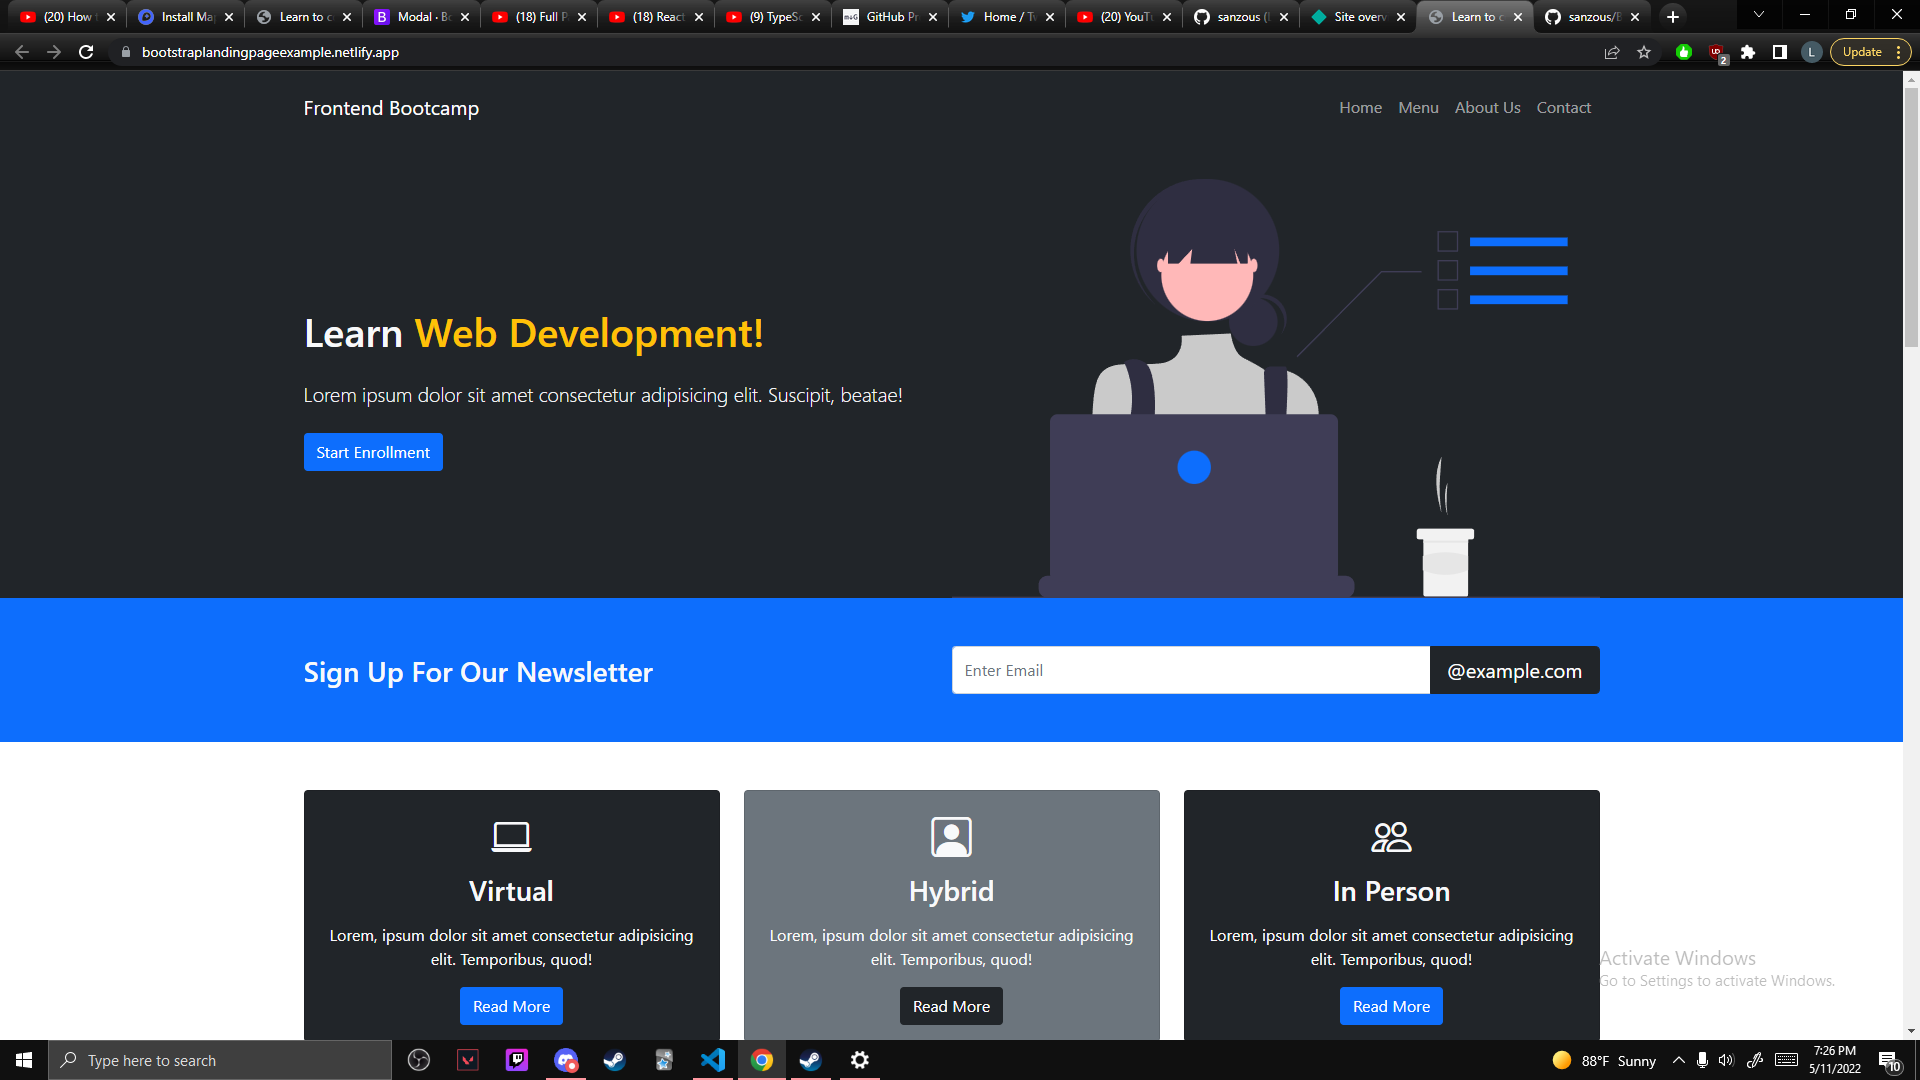 (20) How
Install Ma
Learn to c
Modal · Bo
(18) Full P
(18) React
(9) TypeSc
GitHub Pr
Home / Tw
(20) YouTu
sanzous (
Site overv
Learn to c
sanzous/B
bootstraplandingpageexample.netlify.app
2
L
Update
Frontend Bootcamp
Home Menu About Us Contact
Learn Web Development!
Lorem ipsum dolor sit amet consectetur adipisicing elit. Suscipit, beatae!
Start Enrollment
Sign Up For Our Newsletter
Enter Email
@example.com
Virtual
Lorem, ipsum dolor sit amet consectetur adipisicing
elit. Temporibus, quod!
Read More
Hybrid
Lorem, ipsum dolor sit amet consectetur adipisicing
elit. Temporibus, quod!
Read More
In Person
Lorem, ipsum dolor sit amet consectetur adipisicing
elit. Temporibus, quod!
Read More
Activate Windows
Go to Settings to activate Windows.
Type here to search
88°F Sunny
7:26 PM
5/11/2022
10